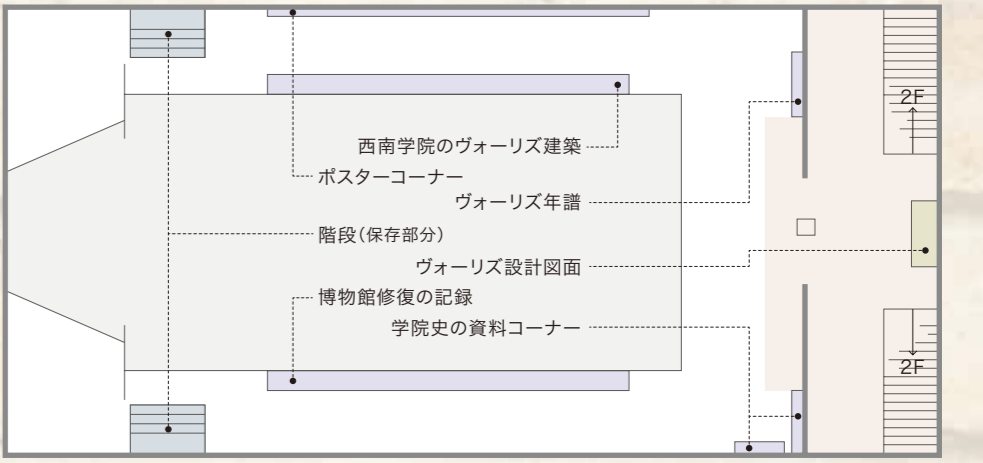 2F
西南学院のヴォーリズ建築
ポスターコーナー
ヴォーリズ年譜
階段(保存部分)
ヴォーリズ設計図面
博物館修復の記録
学院史の資料コーナー
2F